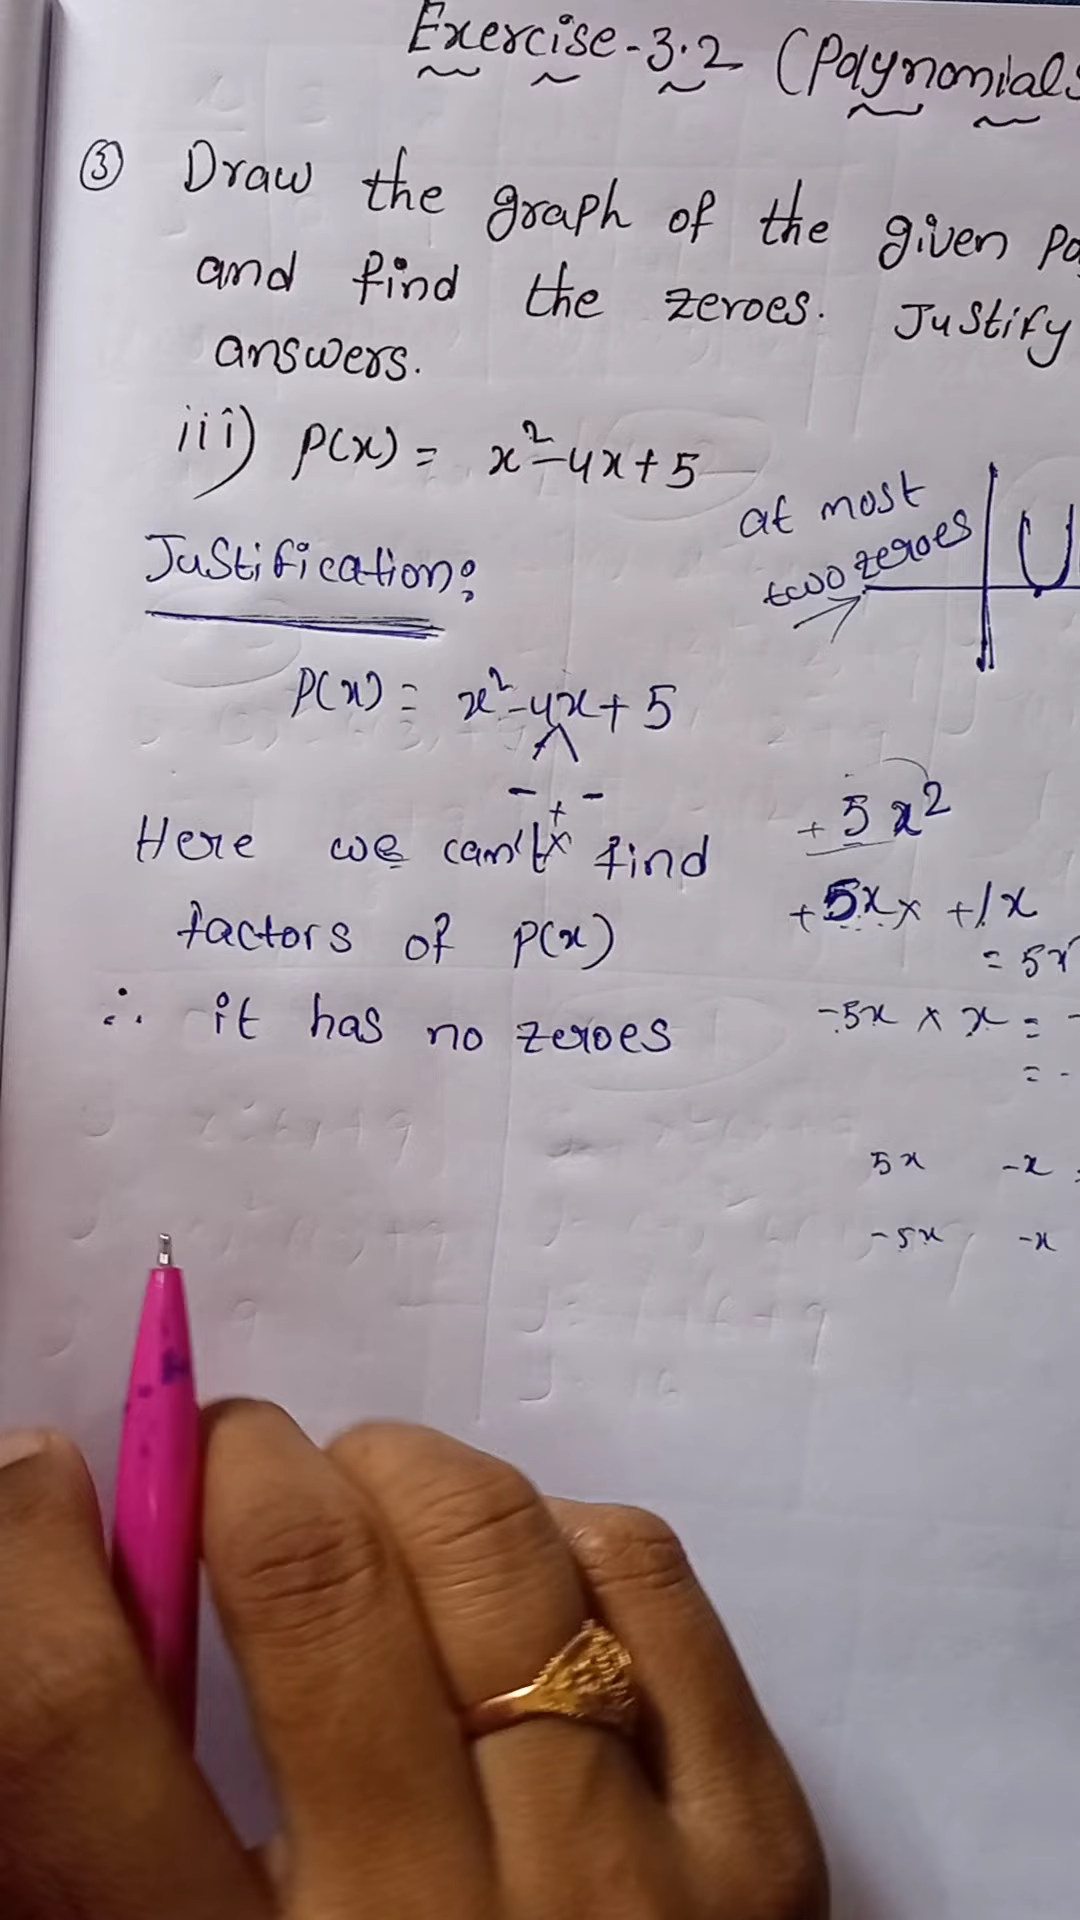 Exercise-3.2 (Polynomials
③ Draw the graph of the given Po
and find the zeroes. Justify
answers.
iii) P(x) = x²-4x+5
at most
two zeroes
Justification:
P(x) = x²-4x+5
- + -
x
Here we can't find
factors of P(x)
∴ it has no zeroes
+ 5x²
+5x x +1x
= 5x
-5x × x = -
= -
5x -x
-5x -x